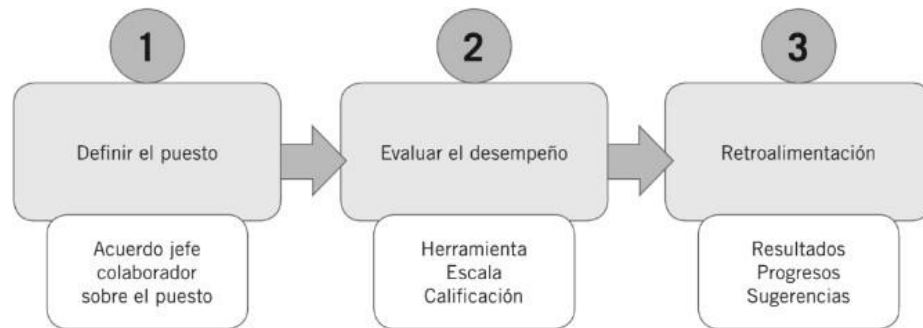 1
Definir el puesto
Acuerdo jefe
colaborador
sobre el puesto
2
Evaluar el desempeño
Herramienta
Escala
Calificación
3
Retroalimentación
Resultados
Progresos
Sugerencias